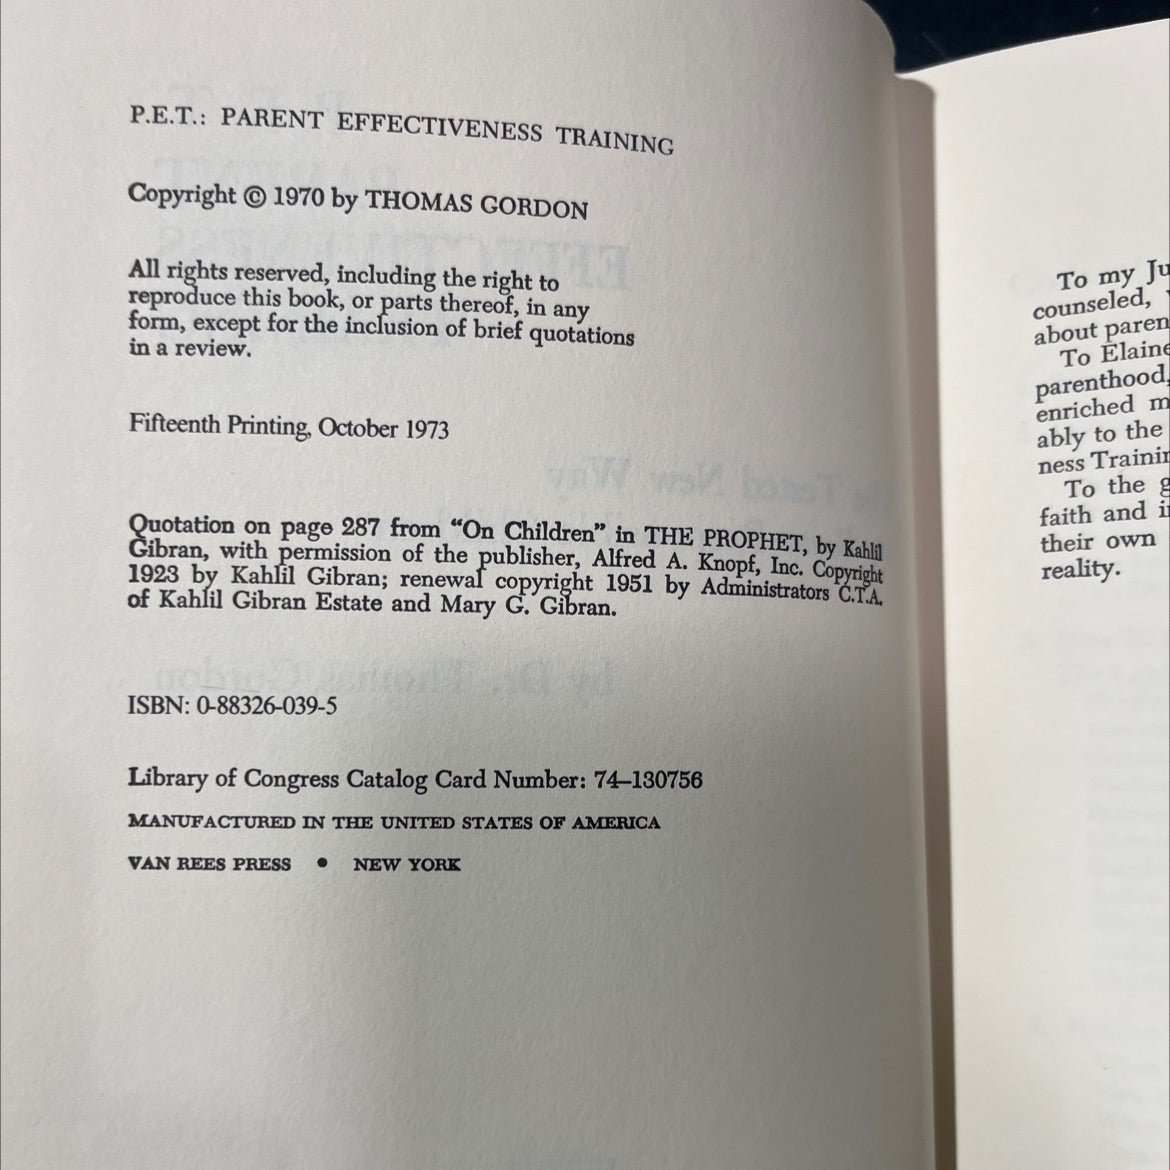 P.E.T.: PARENT EFFECTIVENESS TRAINING
Copyright © 1970 by THOMAS GORDON
All rights reserved, including the right to
reproduce this book, or parts thereof, in any
form, except for the inclusion of brief quotations
in a review.
Fifteenth Printing, October 1973
Quotation on page 287 from “On Children” in THE PROPHET, by Kahlil
Gibran, with permission of the publisher, Alfred A. Knopf, Inc. Copyright
1923 by Kahlil Gibran; renewal copyright 1951 by Administrators C.T.A.
of Kahlil Gibran Estate and Mary G. Gibran.
ISBN: 0-88326-039-5
Library of Congress Catalog Card Number: 74–130756
MANUFACTURED IN THE UNITED STATES OF AMERICA
VAN REES PRESS • NEW YORK
To my Ju
counseled,
about paren
To Elaine
parenthood,
enriched m
ably to the
ness Trainin
To the g
faith and i
their own
reality.